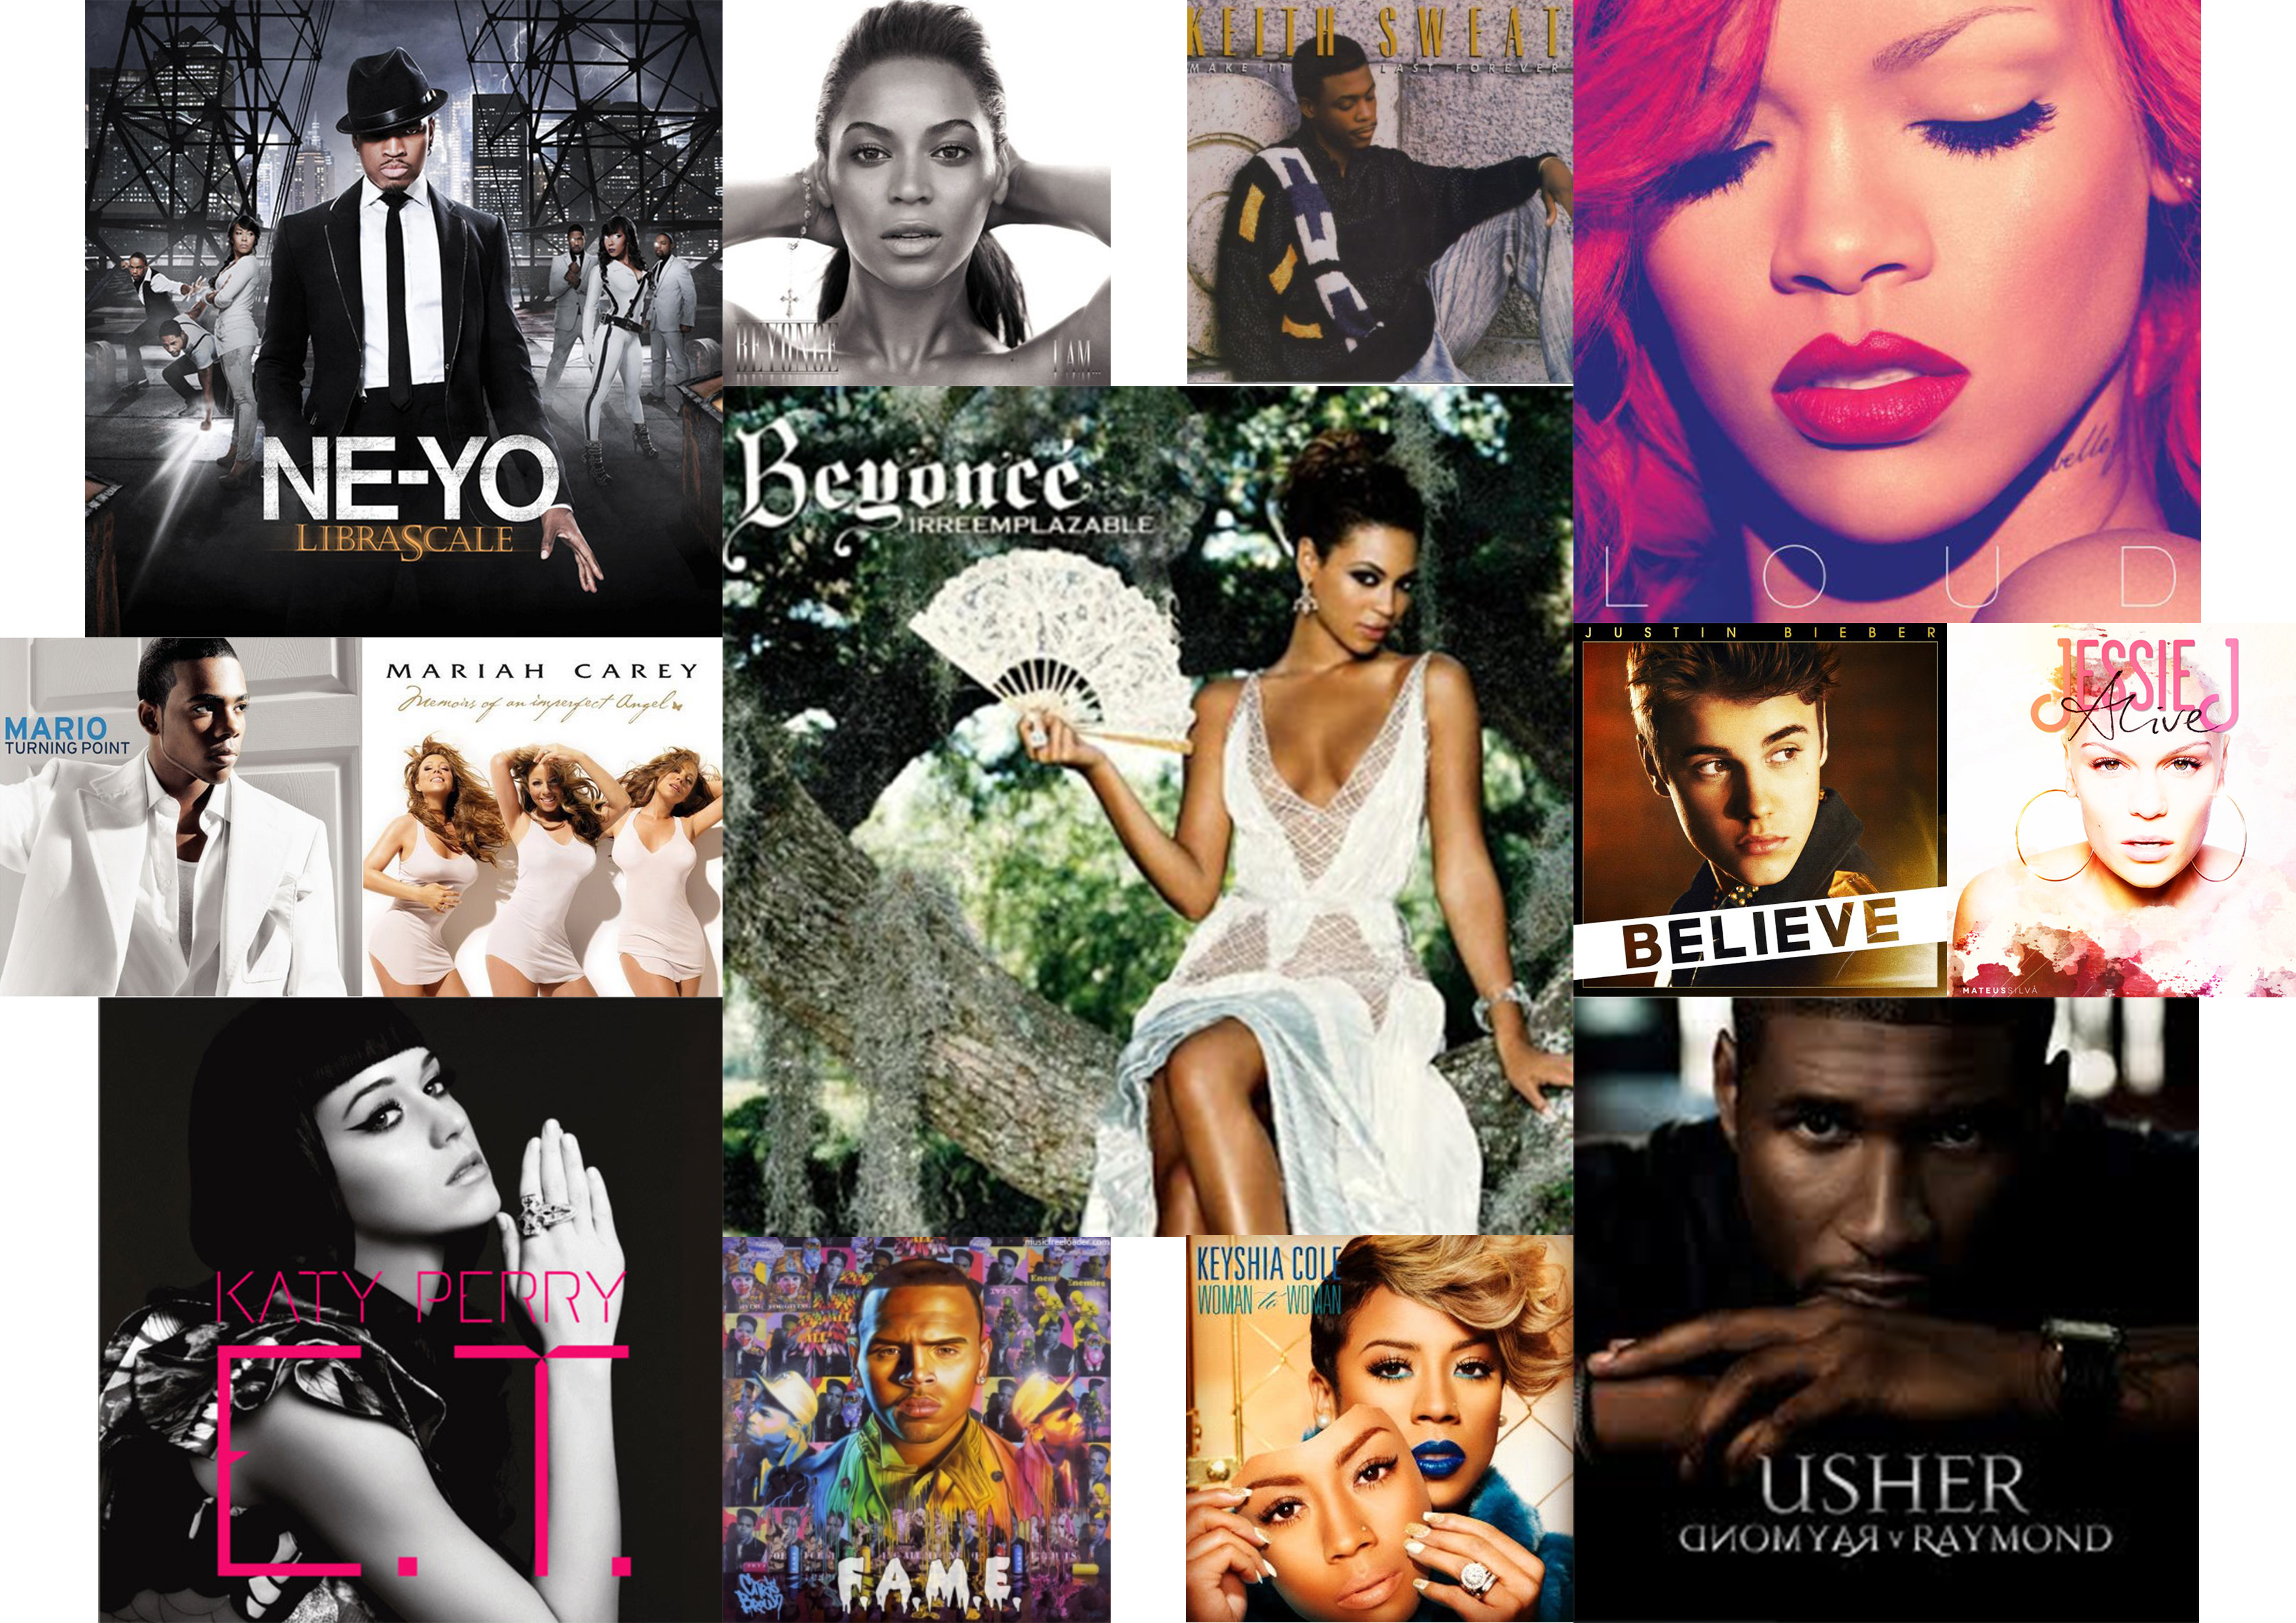 NE-YO
LIBRASCALE
BEYONCÉ
I AM
KEITH SWEAT
MAKE IT LAST FOREVER
LOUD
MARIO
TURNING POINT
MARIAH CAREY
Memoirs of an imperfect Angel
Beyoncé
IRREEMPLAZABLE
JUSTIN BIEBER
BELIEVE
JESSIE J
Alive
MATEUSSILVA
KATY PERRY
E.T.
musicfreeloader.com
Chris Brown
F.A.M.E.
KEYSHIA COLE
WOMAN to WOMAN
USHER
RAYMOND V RAYMOND